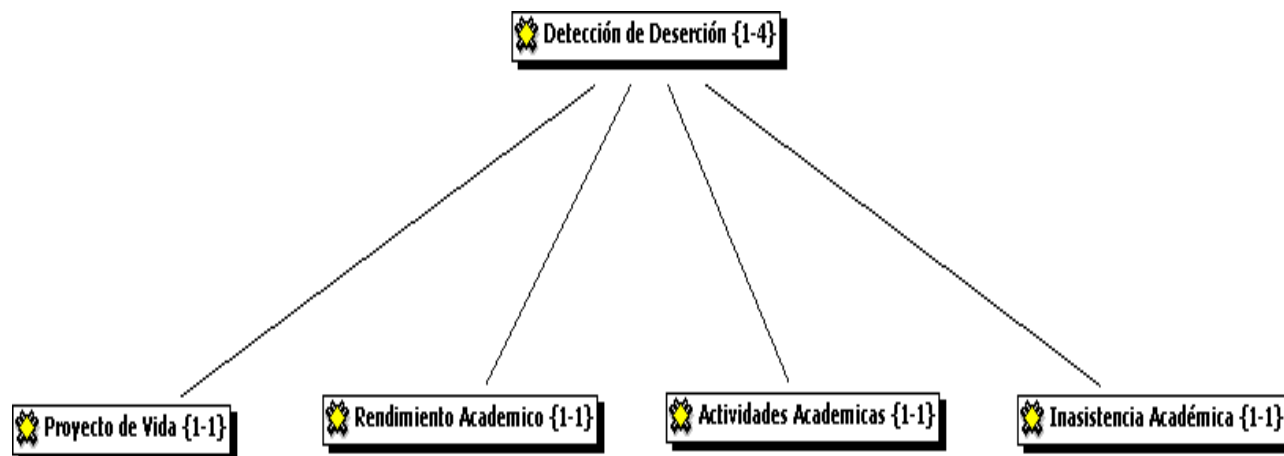 Detección de Deserción {1-4}
Proyecto de Vida {1-1}
Rendimiento Academico {1-1}
Actividades Academicas {1-1}
Inasistencia Académica {1-1}